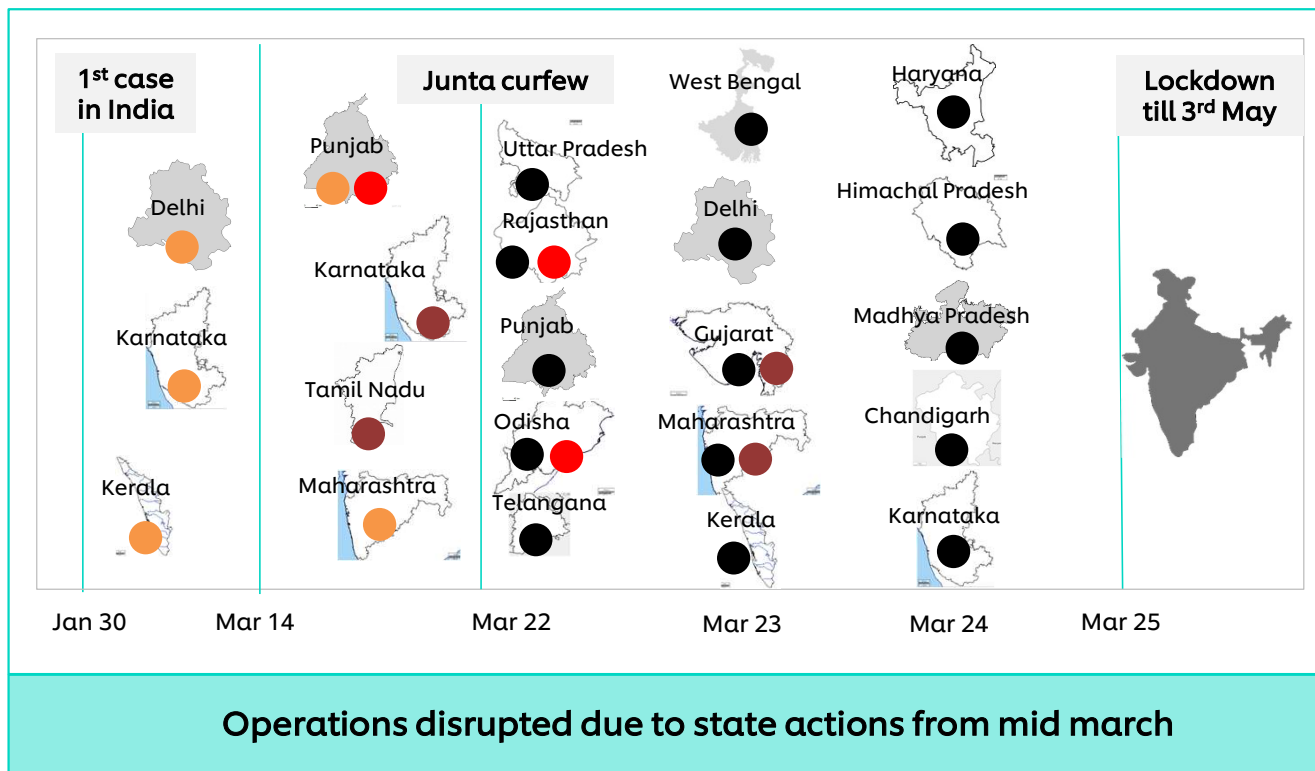 1st case
in India
Delhi
Karnataka
Kerala
Punjab
Karnataka
Tamil Nadu
Maharashtra
Junta curfew
Uttar Pradesh
Rajasthan
Punjab
Odisha
Telangana
West Bengal
Delhi
Gujarat
Maharashtra
Kerala
Haryana
Himachal Pradesh
Madhya Pradesh
Chandigarh
Karnataka
Lockdown
till 3rd May
Jan 30
Mar 14
Mar 22
Mar 23
Mar 24
Mar 25
Operations disrupted due to state actions from mid march